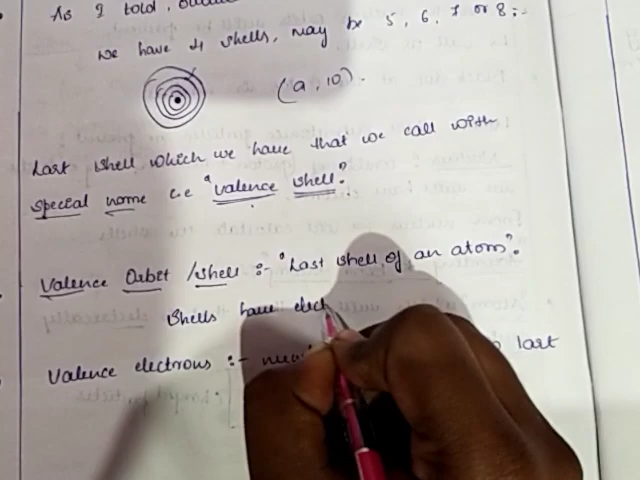 As I told,
we have 4 shells, may be 5, 6, 7 or 8:-
(9, 10).
Last shell which we have that we call with
special name i.e "valence shell".
Valence Orbit /shell :- "Last shell of an atom".
Shells have elect
Valence electrons :- last